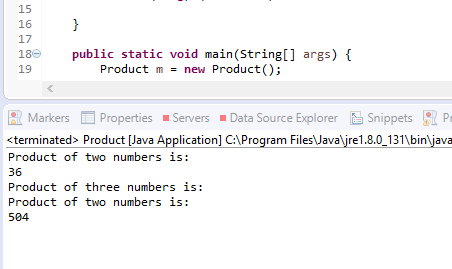 15
16 }
17
18 public static void main(String[] args) {
19 Product m = new Product();
Markers Properties Servers Data Source Explorer Snippets
<terminated> Product [Java Application] C:\Program Files\Java\jre1.8.0_131\bin\java
Product of two numbers is:
36
Product of three numbers is:
Product of two numbers is:
504